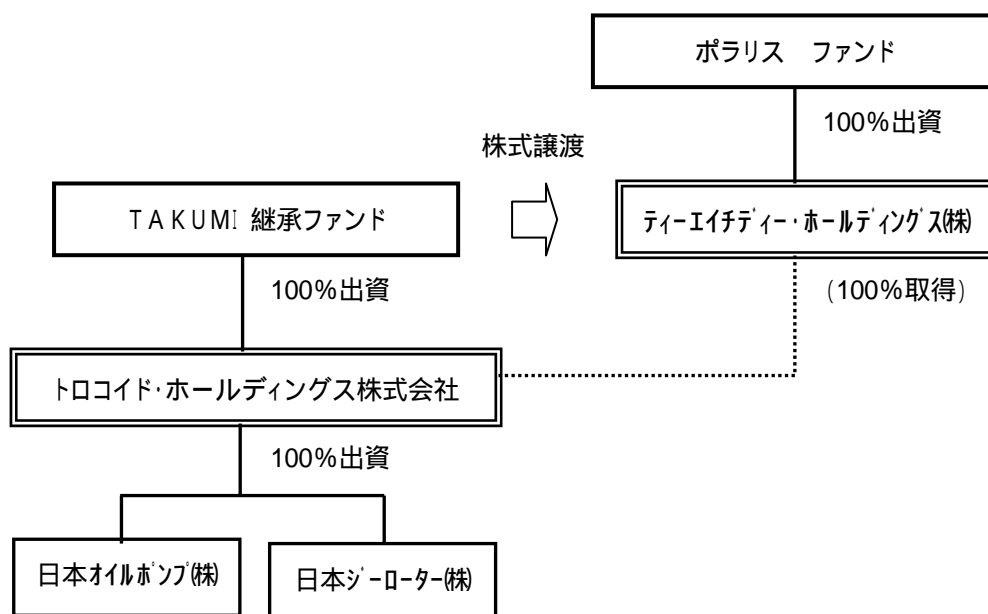 ポラリス　ファンド
100%出資
株式譲渡
ＴＡＫＵＭＩ 継承ファンド
ティーエイチディー・ホールディングス㈱
100%出資
(100%取得)
トロコイド・ホールディングス株式会社
100%出資
日本オイルポンプ㈱
日本ジーローター㈱